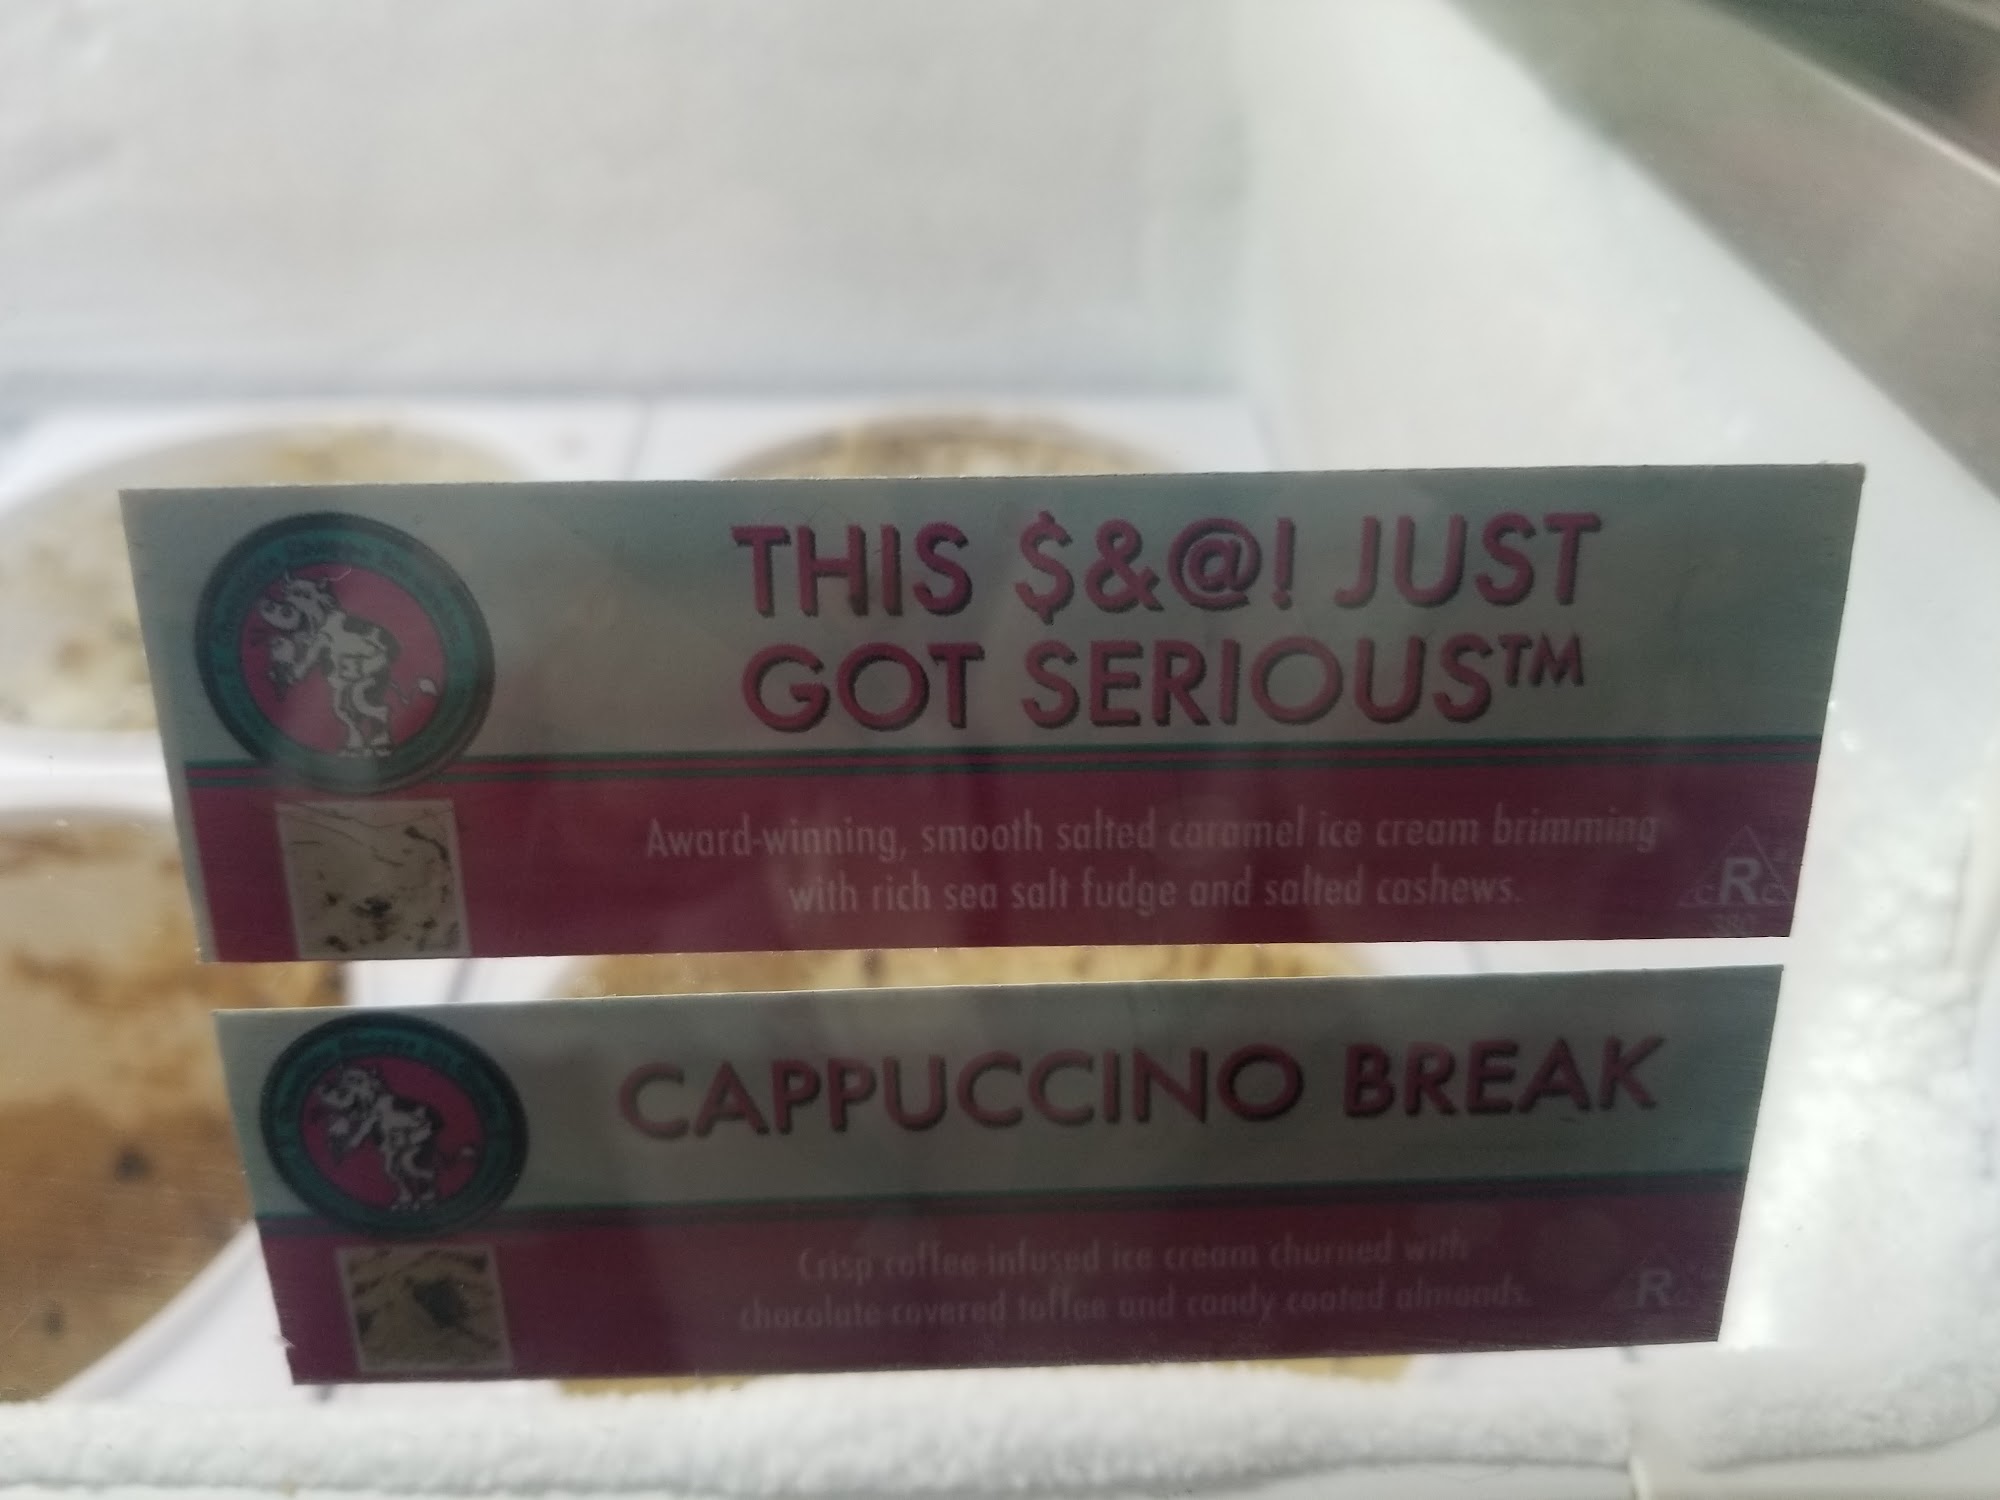 THIS $&@! JUST
GOT SERIOUS™
Award-winning, smooth salted caramel ice cream brimming
with rich sea salt fudge and salted cashews.
R
C C
380
CAPPUCCINO BREAK
Crisp coffee-infused ice cream churned with
chocolate-covered toffee and candy coated almonds.
R